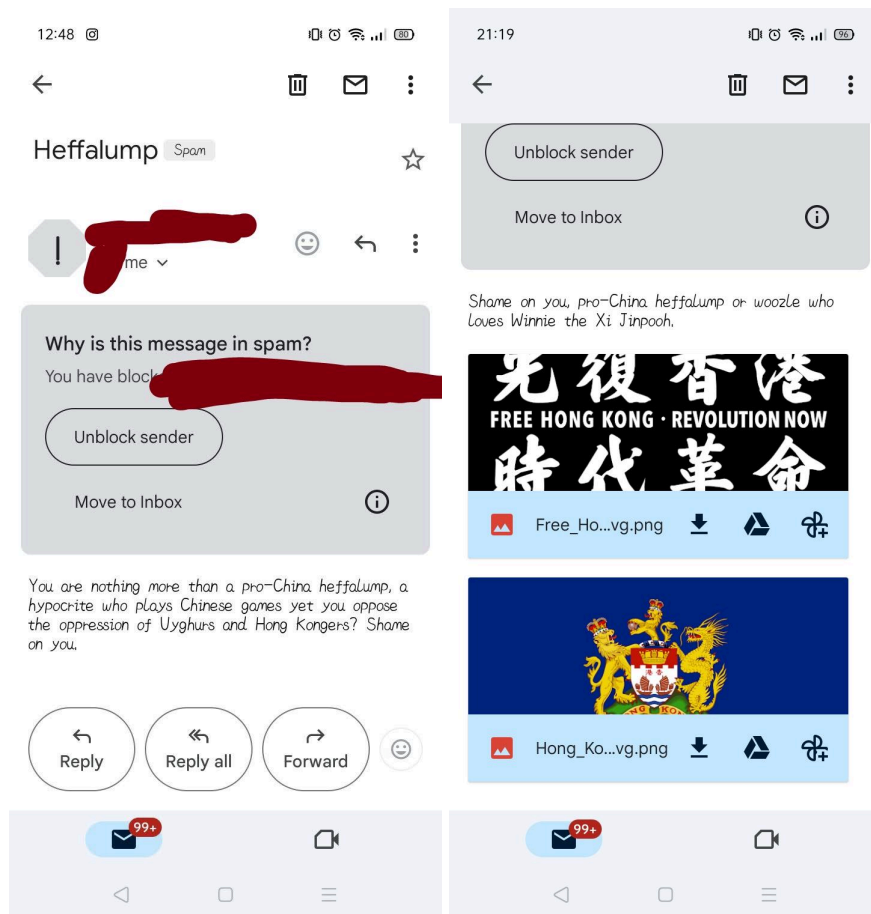 12:48
80
Heffalump Spam
!
me
Why is this message in spam?
You have block
Unblock sender
Move to Inbox
You are nothing more than a pro-China heffalump, a
hypocrite who plays Chinese games yet you oppose
the oppression of Uyghurs and Hong Kongers? Shame
on you.
Reply
Reply all
Forward
99+
21:19
96
Unblock sender
Move to Inbox
Shame on you, pro-China heffalump or woozle who
loves Winnie the Xi Jinpooh.
光復香港
FREE HONG KONG · REVOLUTION NOW
時代革命
Free_Ho...vg.png
NG KO
Hong_Ko...vg.png
99+